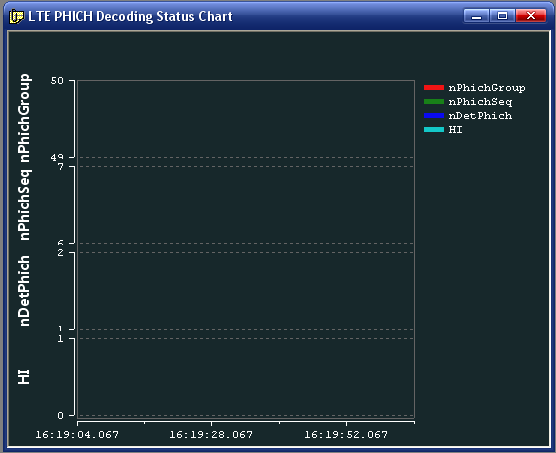 LTE PHICH Decoding Status Chart
nPhichGroup
nPhichSeq
nDetPhich
HI
50
49
7
6
2
1
1
0
nPhichGroup
nPhichSeq
nDetPhich
HI
16:19:04.067 16:19:28.067 16:19:52.067